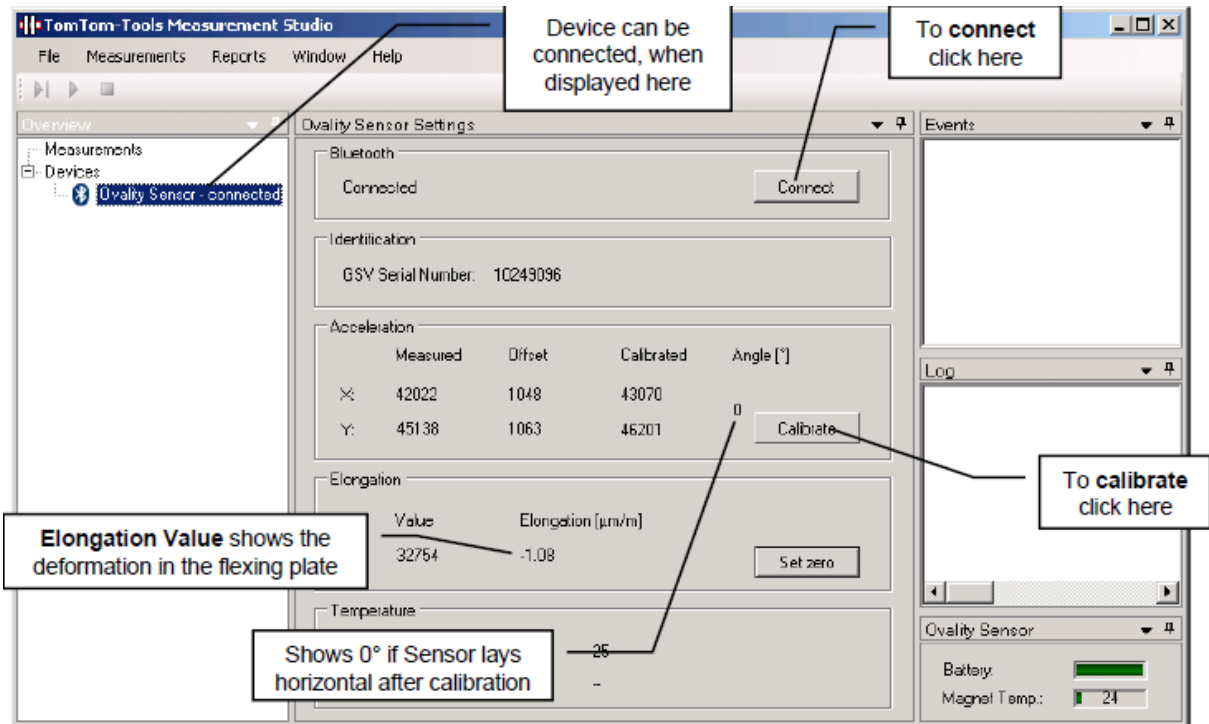 TomTom-Tools Measurement Studio
File Measurements Reports Window Help
Device can be
connected, when
displayed here
To connect
click here
Overview
Measurements
Devices
Ovality Sensor - connected
Ovality Sensor Settings
Bluetooth
Connected
Connect
Identification
GSV Serial Number: 10249096
Acceleration
Measured Offset Calibrated Angle [°]
X: 42022 1048 43070
0
Y: 45138 1063 46201
Calibrate
Elongation
Value Elongation [µm/m]
32754 -1.08
Set zero
Elongation Value shows the
deformation in the flexing plate
Temperature
25
--
Shows 0° if Sensor lays
horizontal after calibration
Events
Log
To calibrate
click here
Ovality Sensor
Battery:
Magnet Temp.: 24